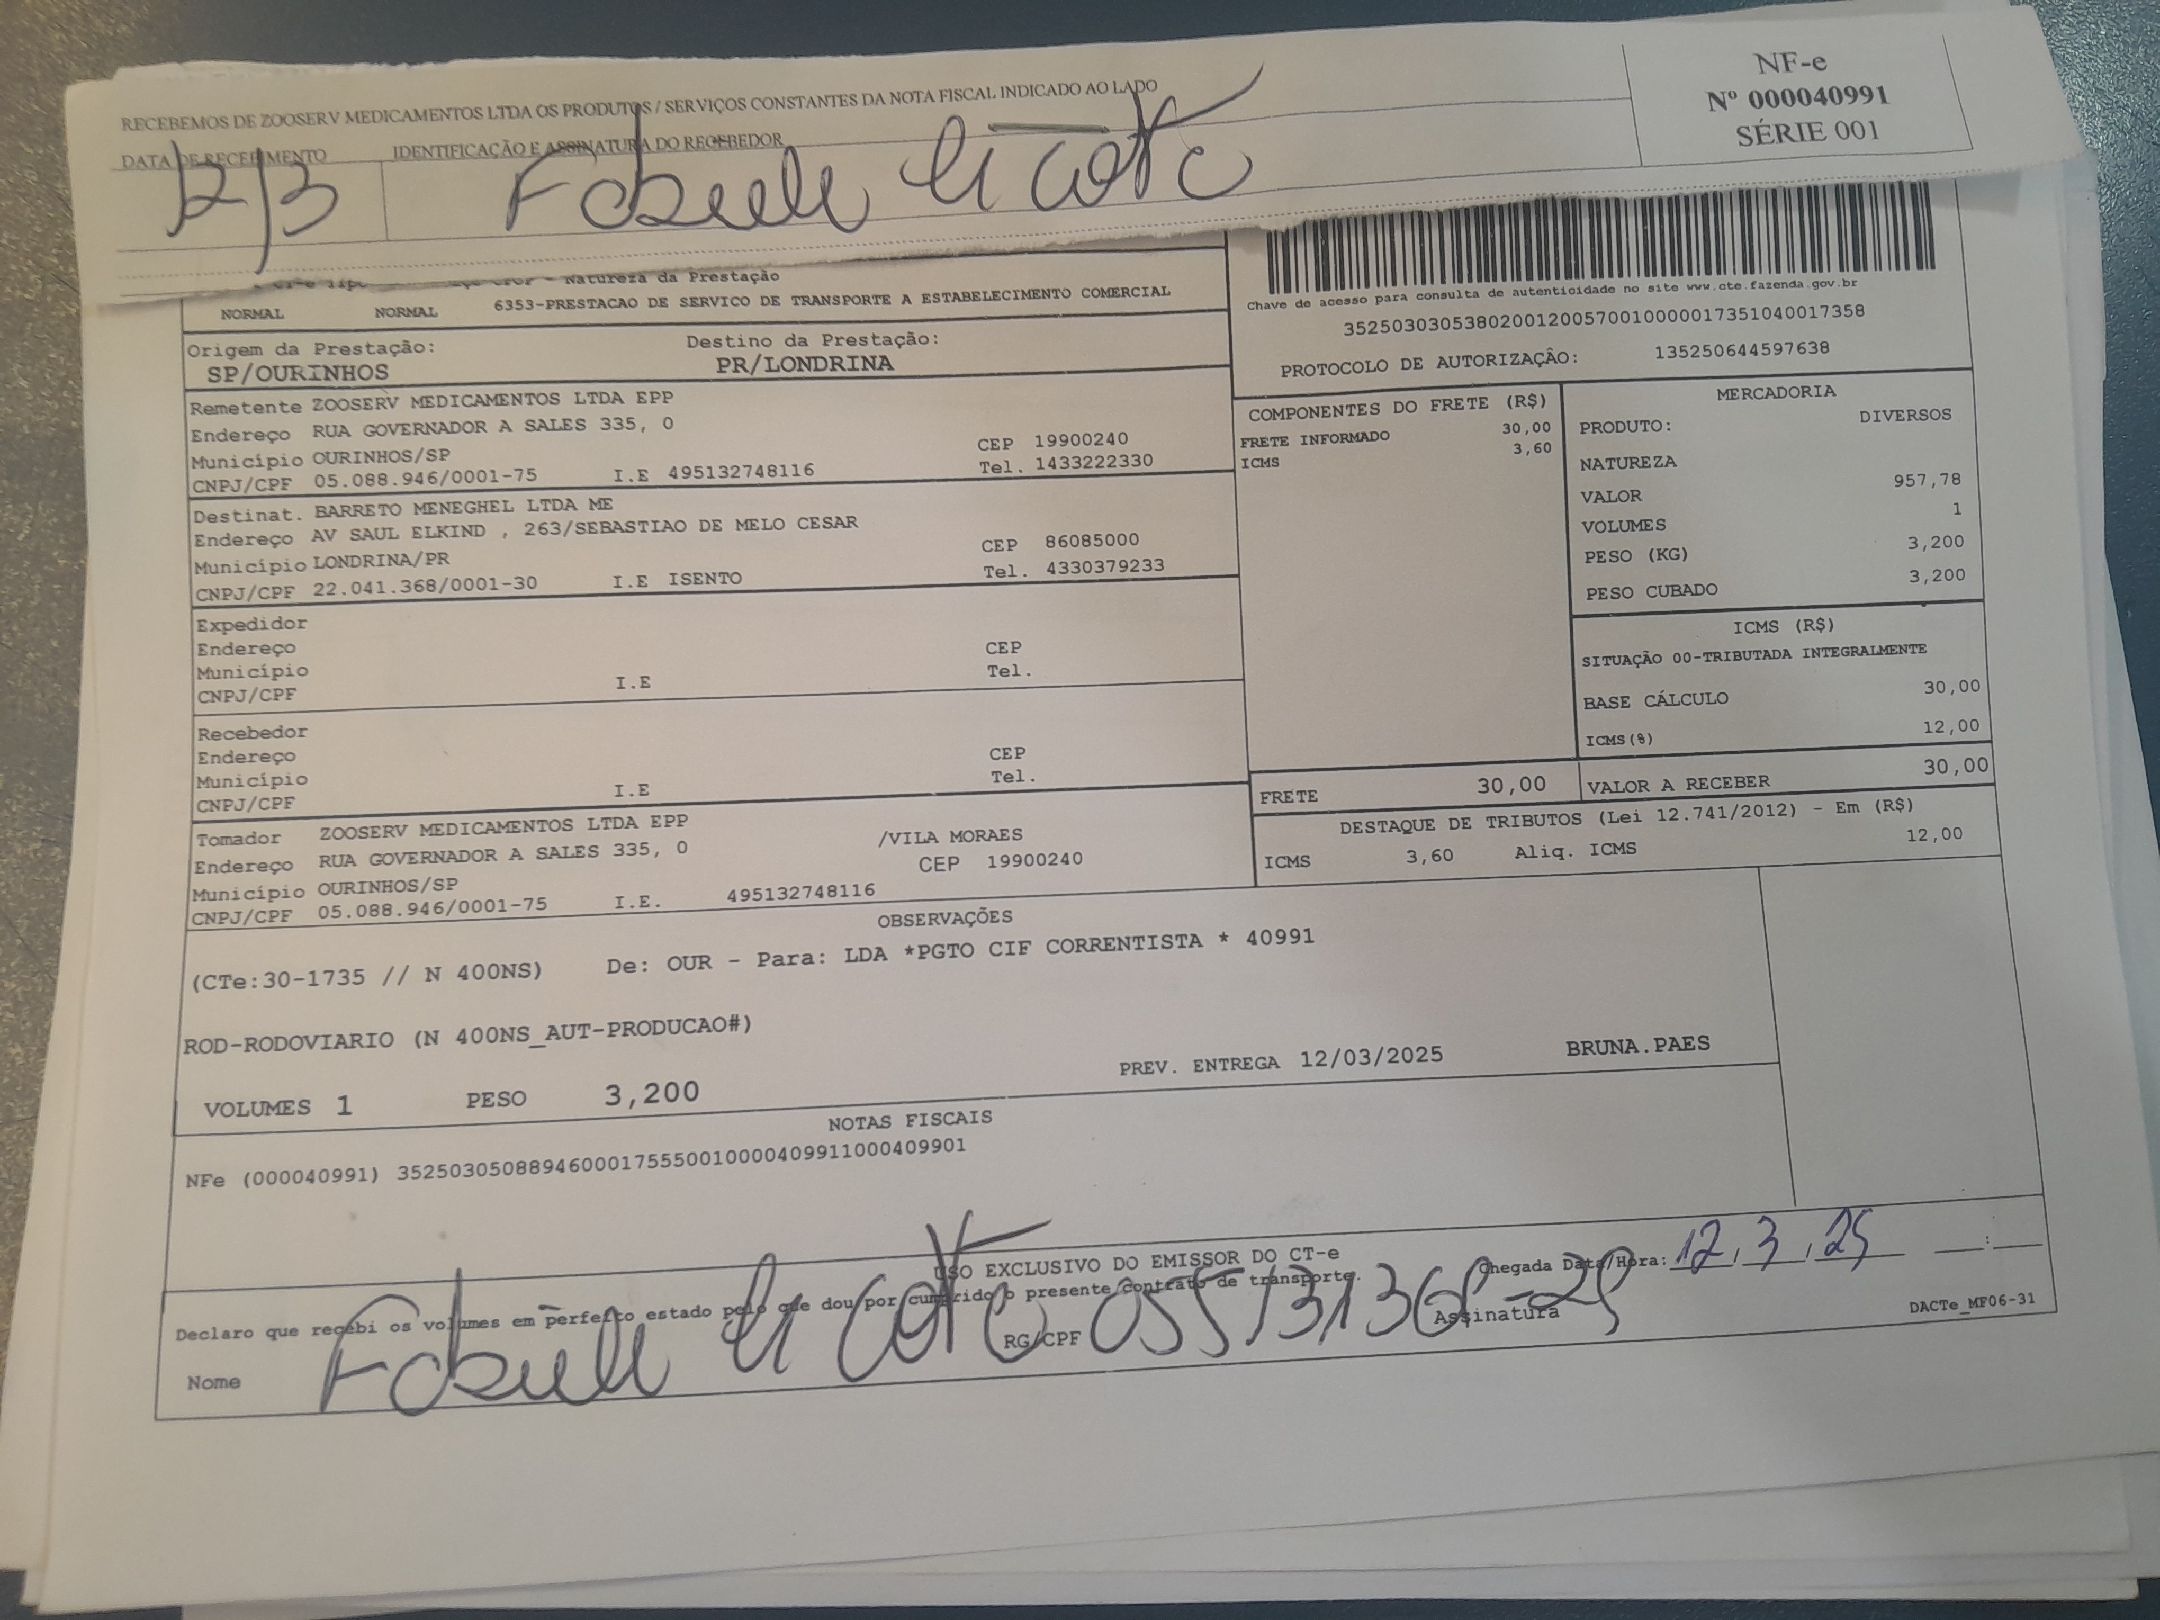 RECEBEMOS DE ZOOSERV MEDICAMENTOS LTDA OS PRODUTOS / SERVIÇOS CONSTANTES DA NOTA FISCAL INDICADO AO LADO
DATA DE RECEBIMENTO IDENTIFICAÇÃO E ASSINATURA DO RECEBEDOR
12/3
NF-e
Nº 000040991
SÉRIE 001
Natureza da Prestação
NORMAL NORMAL 6353-PRESTACAO DE SERVICO DE TRANSPORTE A ESTABELECIMENTO COMERCIAL
Chave de acesso para consulta de autenticidade no site www.cte.fazenda.gov.br
35250303053802001200570010000017351040017358
PROTOCOLO DE AUTORIZAÇÃO: 135250644597638
Origem da Prestação: Destino da Prestação:
SP/OURINHOS PR/LONDRINA
Remetente ZOOSERV MEDICAMENTOS LTDA EPP
Endereço RUA GOVERNADOR A SALES 335, 0
Município OURINHOS/SP CEP 19900240
CNPJ/CPF 05.088.946/0001-75 I.E 495132748116 Tel. 1433222330
Destinat. BARRETO MENEGHEL LTDA ME
Endereço AV SAUL ELKIND , 263/SEBASTIAO DE MELO CESAR
Município LONDRINA/PR CEP 86085000
CNPJ/CPF 22.041.368/0001-30 I.E ISENTO Tel. 4330379233
Expedidor
Endereço CEP
Município Tel.
CNPJ/CPF I.E
Recebedor
Endereço CEP
Município Tel.
CNPJ/CPF I.E
Tomador ZOOSERV MEDICAMENTOS LTDA EPP
Endereço RUA GOVERNADOR A SALES 335, 0 /VILA MORAES
Município OURINHOS/SP CEP 19900240
CNPJ/CPF 05.088.946/0001-75 I.E. 495132748116
COMPONENTES DO FRETE (R$)
FRETE INFORMADO 30,00
ICMS 3,60
MERCADORIA
PRODUTO: DIVERSOS
NATUREZA
VALOR 957,78
VOLUMES 1
PESO (KG) 3,200
PESO CUBADO 3,200
ICMS (R$)
SITUAÇÃO 00-TRIBUTADA INTEGRALMENTE
BASE CÁLCULO 30,00
ICMS(%) 12,00
FRETE 30,00 VALOR A RECEBER 30,00
DESTAQUE DE TRIBUTOS (Lei 12.741/2012) - Em (R$)
ICMS 3,60 Aliq. ICMS 12,00
OBSERVAÇÕES
(CTe:30-1735 // N 400NS) De: OUR - Para: LDA *PGTO CIF CORRENTISTA * 40991
ROD-RODOVIARIO (N 400NS_AUT-PRODUCAO#)
PREV. ENTREGA 12/03/2025 BRUNA.PAES
VOLUMES 1 PESO 3,200
NOTAS FISCAIS
NFe (000040991) 35250305088946000175550010000409911000409901
USO EXCLUSIVO DO EMISSOR DO CT-e
Chegada Data/Hora: 12, 3, 25 :
Declaro que recebi os volumes em perfeito estado pelo que dou por cumprido o presente contrato de transporte.
Nome RG/CPF Assinatura
DACTe_MF06-31